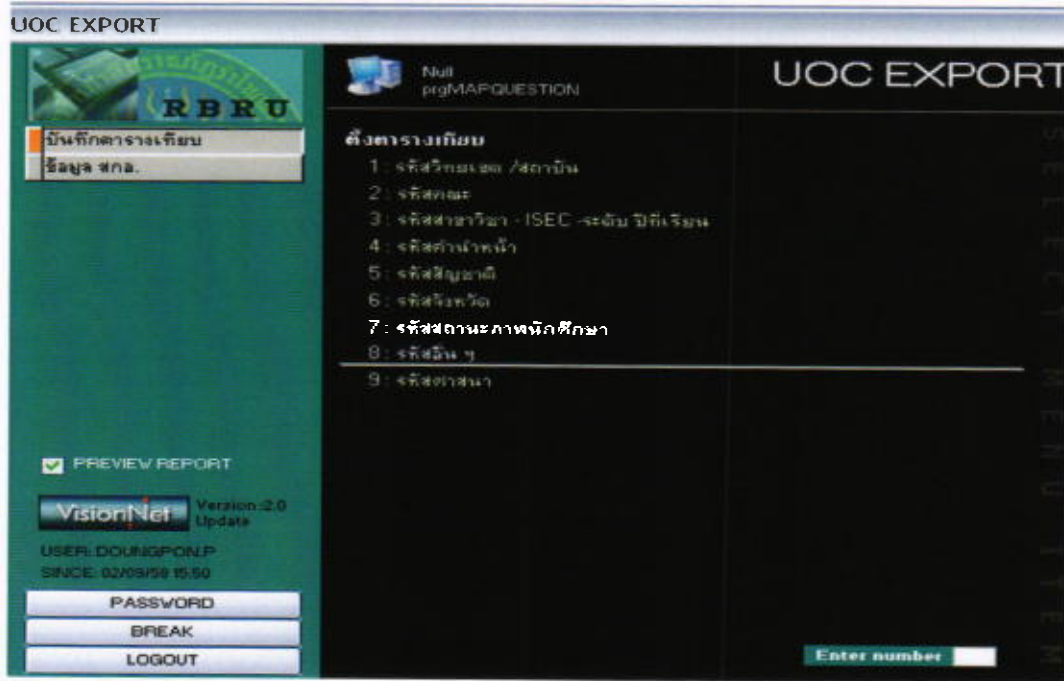 UOC EXPORT
RBRU
บันทึกตารางเทียบ
ข้อมูล สกอ.
PREVIEW REPORT
VisionNet
Version :2.0
Update
USER: DOUNGPON.P
SINCE: 02/09/58 15:50
PASSWORD
BREAK
LOGOUT
Null
prgMAPQUESTION
UOC EXPORT
ตั้งตารางเทียบ
1 : รหัสวิทยเขต /สถาบัน
2 : รหัสคณะ
3 : รหัสสาขาวิชา - ISEC -ระดับ ปีที่เรียน
4 : รหัสคำนำหน้า
5 : รหัสสัญชาติ
6 : รหัสจังหวัด
7 : รหัสสถานะภาพนักศึกษา
8 : รหัสอื่น ๆ
9 : รหัสศาสนา
SELECT MENU ITEM
Enter number